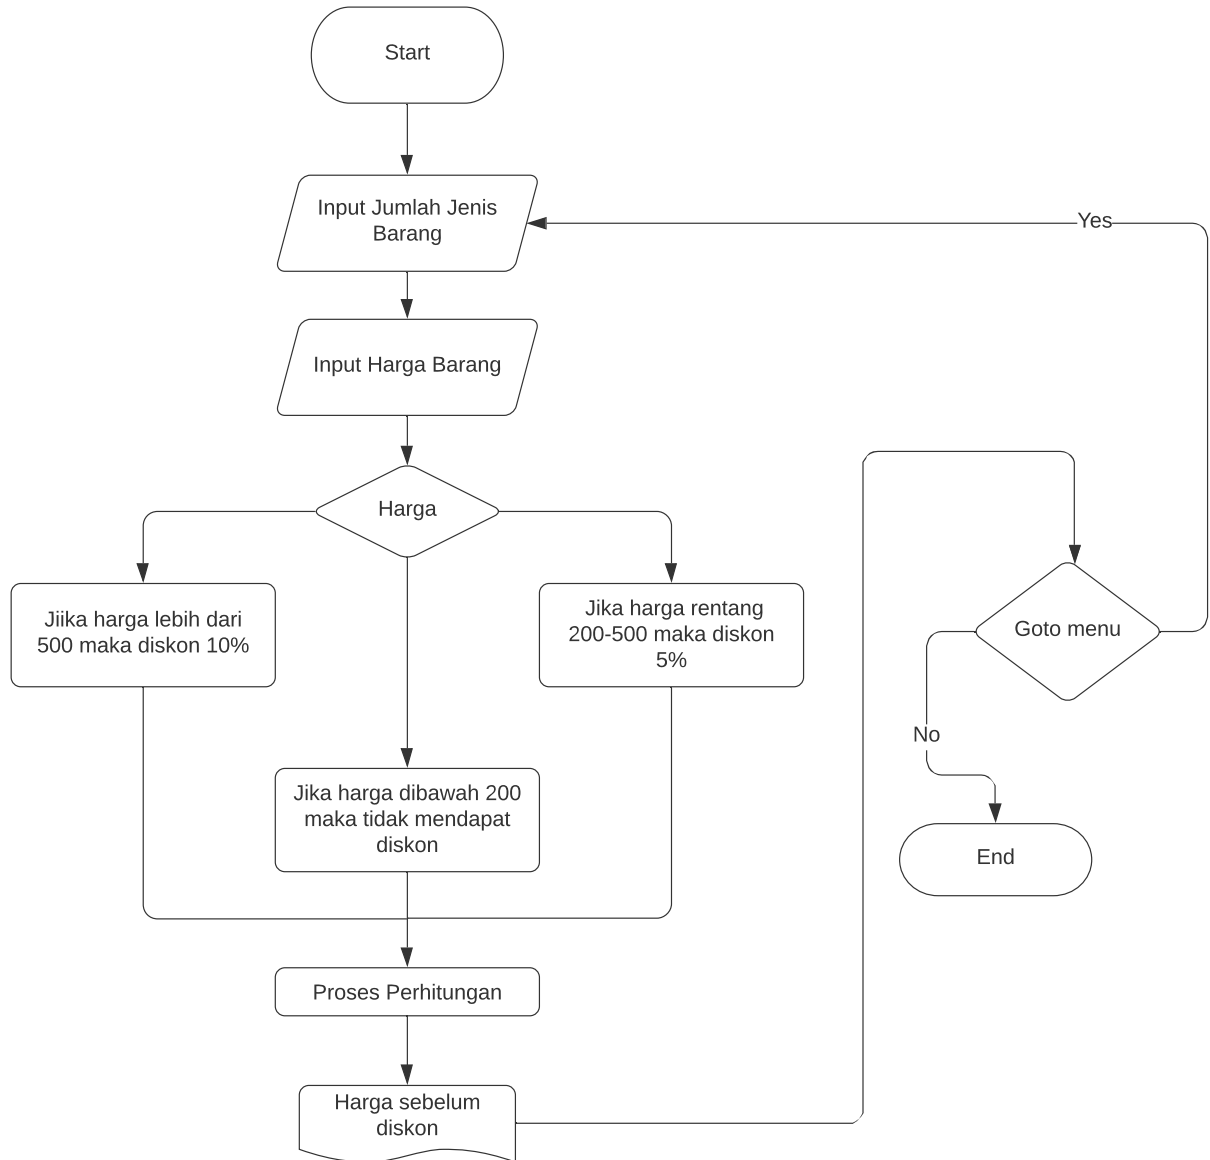 Start
Input Jumlah Jenis
Barang
Yes
Input Harga Barang
Harga
Jiika harga lebih dari
500 maka diskon 10%
Jika harga rentang
200-500 maka diskon
5%
Goto menu
No
Jika harga dibawah 200
maka tidak mendapat
diskon
End
Proses Perhitungan
Harga sebelum
diskon